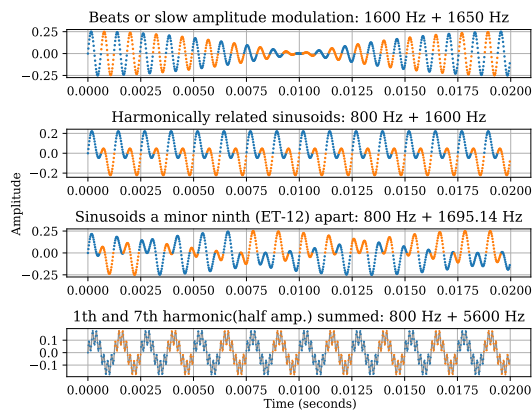 Beats or slow amplitude modulation: 1600 Hz + 1650 Hz
0.25
0.00
−0.25
0.0000 0.0025 0.0050 0.0075 0.0100 0.0125 0.0150 0.0175 0.0200
Harmonically related sinusoids: 800 Hz + 1600 Hz
0.2
0.0
−0.2
0.0000 0.0025 0.0050 0.0075 0.0100 0.0125 0.0150 0.0175 0.0200
Amplitude
Sinusoids a minor ninth (ET-12) apart: 800 Hz + 1695.14 Hz
0.25
0.00
−0.25
0.0000 0.0025 0.0050 0.0075 0.0100 0.0125 0.0150 0.0175 0.0200
1th and 7th harmonic(half amp.) summed: 800 Hz + 5600 Hz
0.1
0.0
−0.1
0.0000 0.0025 0.0050 0.0075 0.0100 0.0125 0.0150 0.0175 0.0200
Time (seconds)